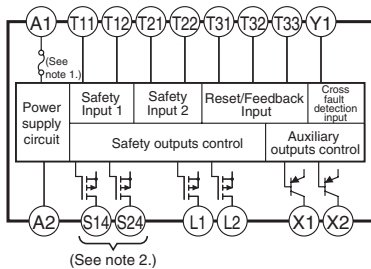 A1 T11 T12 T21 T22 T31 T32 T33 Y1
(See
note 1.)
Power
supply
circuit
Safety
Input 1
Safety
Input 2
Reset/Feedback
Input
Cross
fault
detection
input
Safety outputs control
Auxiliary
outputs control
A2 S14 S24 L1 L2 X1 X2
(See note 2.)